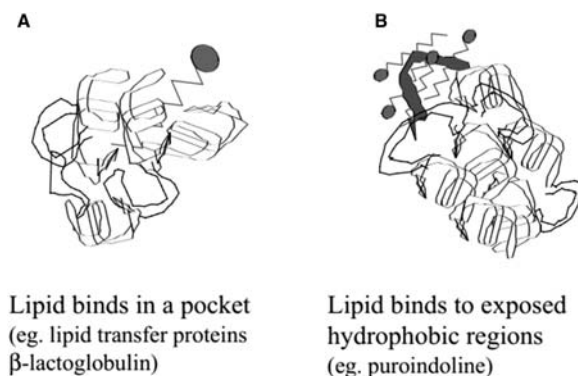 A
B
Lipid binds in a pocket
(eg. lipid transfer proteins
β-lactoglobulin)
Lipid binds to exposed
hydrophobic regions
(eg. puroindoline)